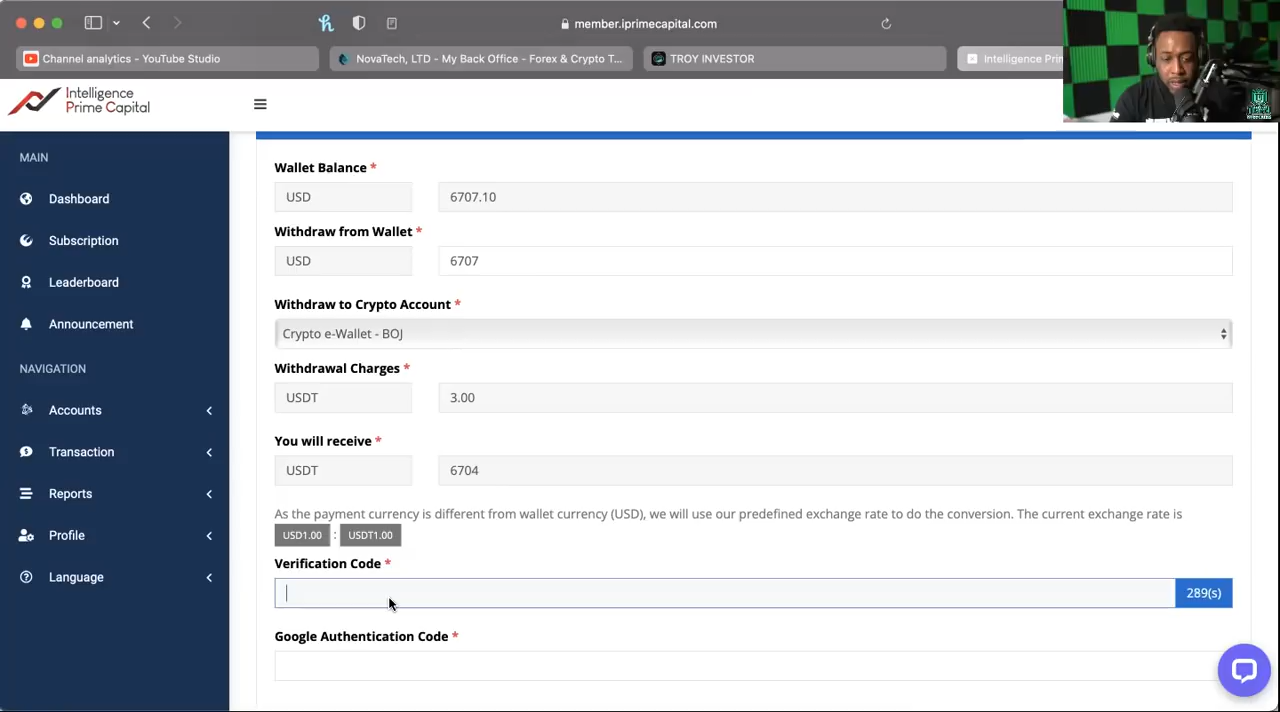 member.iprimecapital.com
Channel analytics - YouTube Studio
NovaTech, LTD - My Back Office - Forex & Crypto T...
TROY INVESTOR
Intelligence Prim
Intelligence
Prime Capital
MAIN
Dashboard
Subscription
Leaderboard
Announcement
NAVIGATION
Accounts
Transaction
Reports
Profile
Language
Wallet Balance *
USD
6707.10
Withdraw from Wallet *
USD
6707
Withdraw to Crypto Account *
Crypto e-Wallet - BOJ
Withdrawal Charges *
USDT
3.00
You will receive *
USDT
6704
As the payment currency is different from wallet currency (USD), we will use our predefined exchange rate to do the conversion. The current exchange rate is
USD1.00 : USDT1.00
Verification Code *
289(s)
Google Authentication Code *